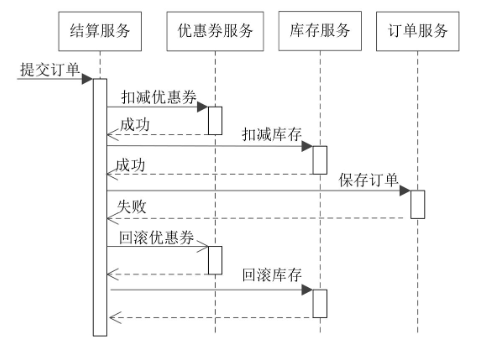 结算服务 优惠券服务 库存服务 订单服务
提交订单
扣减优惠券
成功
扣减库存
成功
保存订单
失败
回滚优惠券
回滚库存